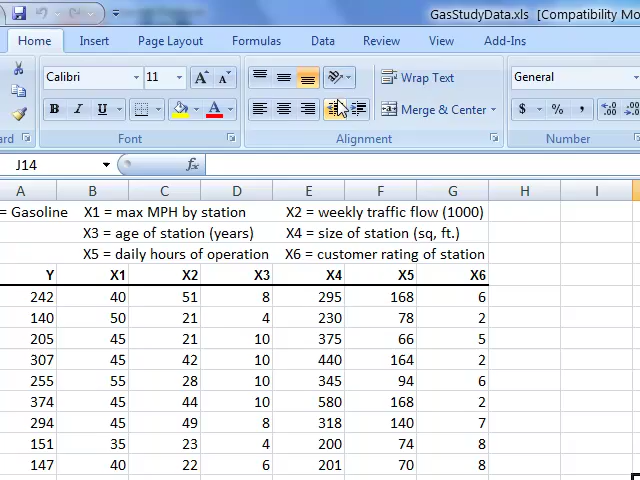 GasStudyData.xls [Compatibility Mo
Home Insert Page Layout Formulas Data Review View Add-Ins
Calibri 11 Wrap Text General
B I U A Merge & Center $ % , .00
ard Font Alignment Number
J14 fx
A B C D E F G H I
= Gasoline X1 = max MPH by station X2 = weekly traffic flow (1000)
X3 = age of station (years) X4 = size of station (sq, ft.)
X5 = daily hours of operation X6 = customer rating of station
Y X1 X2 X3 X4 X5 X6
242 40 51 8 295 168 6
140 50 21 4 230 78 2
205 45 21 10 375 66 5
307 45 42 10 440 164 2
255 55 28 10 345 94 6
374 45 44 10 580 168 2
294 45 49 8 318 140 7
151 35 23 4 200 74 8
147 40 22 6 201 70 8